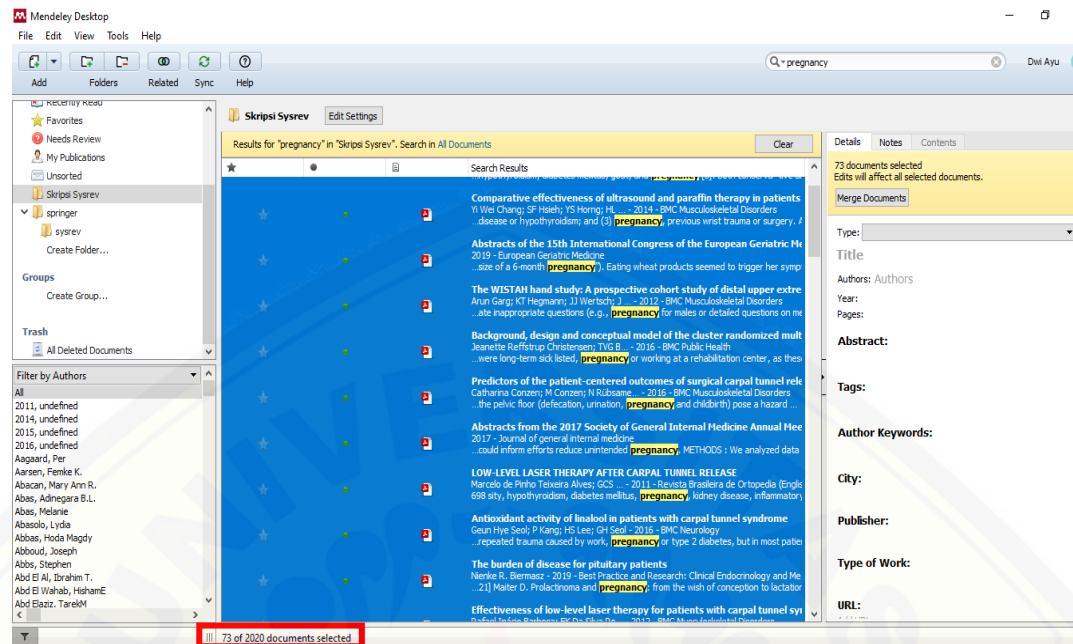 Mendeley Desktop
File Edit View Tools Help
pregnancy
Dwi Ayu
Add Folders Related Sync Help
Recently Read
Favorites
Needs Review
My Publications
Unsorted
Skripsi Sysrev
springer
sysrev
Create Folder...
Groups
Create Group...
Trash
All Deleted Documents
Filter by Authors
All
2011, undefined
2014, undefined
2015, undefined
2016, undefined
Aagaard, Per
Aarsen, Femke K.
Abacan, Mary Ann R.
Abas, Adinegara B.L.
Abas, Melanie
Abasolo, Lydia
Abbas, Hoda Magdy
Abboud, Joseph
Abbs, Stephen
Abd El Al, Ibrahim T.
Abd El Wahab, HishamE
Abd Elaziz, TarekM
Skripsi Sysrev Edit Settings
Results for "pregnancy" in "Skripsi Sysrev". Search in All Documents Clear
Search Results
Comparative effectiveness of ultrasound and paraffin therapy in patients
Yi Wei Chang; SF Hsieh; YS Horng; HL ... - 2014 - BMC Musculoskeletal Disorders
...disease or hypothyroidism; and (3) pregnancy, previous wrist trauma or surgery. A
Abstracts of the 15th International Congress of the European Geriatric Me
2019 - European Geriatric Medicine
...size of a 6-month pregnancy"). Eating wheat products seemed to trigger her symp
The WISTAH hand study: A prospective cohort study of distal upper extre
Arun Garg; KT Hegmann; JJ Wertsch; J ... - 2012 - BMC Musculoskeletal Disorders
...ate inappropriate questions (e.g., pregnancy for males or detailed questions on me
Background, design and conceptual model of the cluster randomized mult
Jeanette Reffstrup Christensen; TVG B... - 2016 - BMC Public Health
...were long-term sick listed, pregnancy or working at a rehabilitation center, as thes
Predictors of the patient-centered outcomes of surgical carpal tunnel rele
Catharina Conzen; M Conzen; N Rübsame... - 2016 - BMC Musculoskeletal Disorders
...the pelvic floor (defecation, urination, pregnancy and childbirth) pose a hazard ...
Abstracts from the 2017 Society of General Internal Medicine Annual Mee
2017 - Journal of general internal medicine
...could inform efforts reduce unintended pregnancy. METHODS : We analyzed data
LOW-LEVEL LASER THERAPY AFTER CARPAL TUNNEL RELEASE
Marcelo de Pinho Teixeira Alves; GCS ... - 2011 - Revista Brasileira de Ortopedia (Englis
698 sity, hypothyroidism, diabetes mellitus, pregnancy, kidney disease, inflammatory
Antioxidant activity of linalool in patients with carpal tunnel syndrome
Geun Hye Seol; P Kang; HS Lee; GH Seol - 2016 - BMC Neurology
...repeated trauma caused by work, pregnancy or type 2 diabetes, but in most patie
The burden of disease for pituitary patients
Nienke R. Biermasz - 2019 - Best Practice and Research: Clinical Endocrinology and Me
...21] Maiter D. Prolactinoma and pregnancy: from the wish of conception to lactation
Effectiveness of low-level laser therapy for patients with carpal tunnel syn
Details Notes Contents
73 documents selected
Edits will affect all selected documents.
Merge Documents
Type:
Title
Authors: Authors
Year:
Pages:
Abstract:
Tags:
Author Keywords:
City:
Publisher:
Type of Work:
URL:
73 of 2020 documents selected